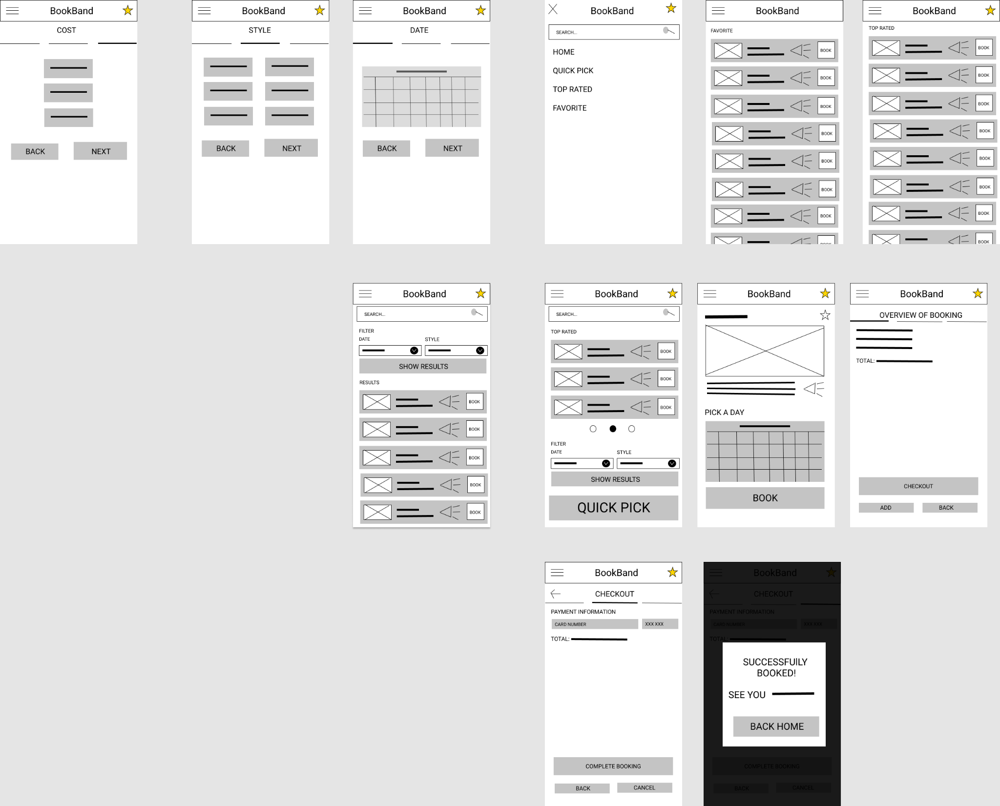 BookBand
COST
BACK
NEXT
BookBand
STYLE
BACK
NEXT
BookBand
DATE
BACK
NEXT
BookBand
SEARCH...
HOME
QUICK PICK
TOP RATED
FAVORITE
BookBand
FAVORITE
BOOK
BOOK
BOOK
BOOK
BOOK
BOOK
BOOK
BOOK
BookBand
TOP RATED
BOOK
BOOK
BOOK
BOOK
BOOK
BOOK
BOOK
BOOK
BookBand
SEARCH...
FILTER
DATE STYLE
SHOW RESULTS
RESULTS
BOOK
BOOK
BOOK
BOOK
BOOK
BookBand
SEARCH...
TOP RATED
BOOK
BOOK
BOOK
FILTER
DATE STYLE
SHOW RESULTS
QUICK PICK
BookBand
PICK A DAY
BOOK
BookBand
OVERVIEW OF BOOKING
TOTAL:
CHECKOUT
ADD BACK
BookBand
CHECKOUT
PAYMENT INFORMATION
CARD NUMBER XXX XXX
TOTAL:
COMPLETE BOOKING
BACK CANCEL
BookBand
CHECKOUT
PAYMENT INFORMATION
CARD NUMBER XXX XXX
TOTAL:
SUCCESSFUILY
BOOKED!
SEE YOU
BACK HOME
COMPLETE BOOKING
BACK CANCEL